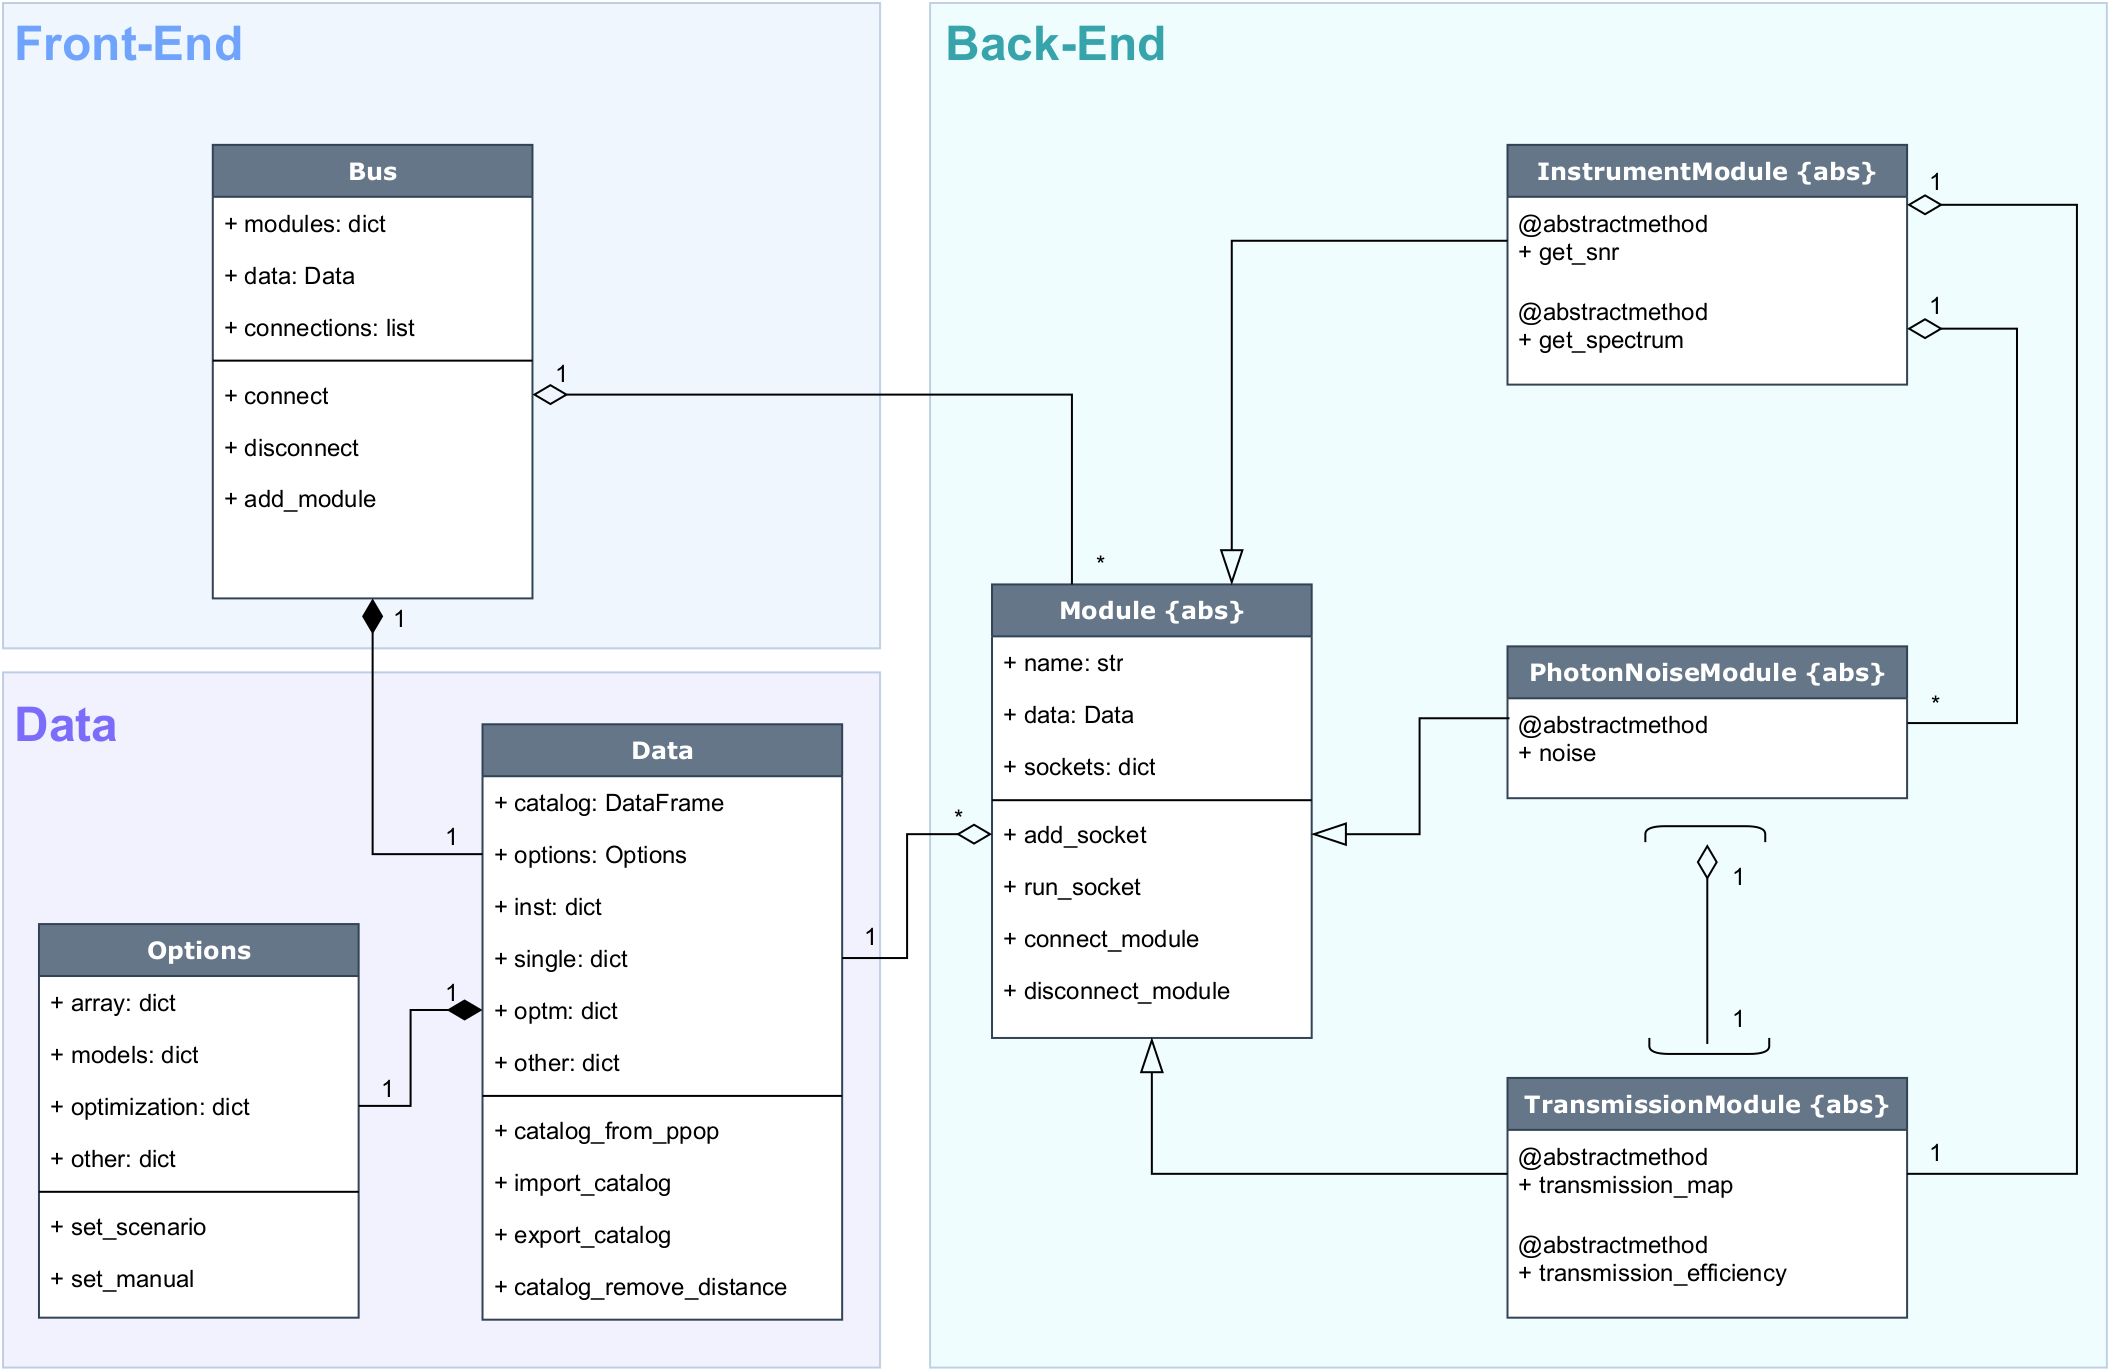 Front-End
Bus
+ modules: dict
+ data: Data
+ connections: list
+ connect
+ disconnect
+ add_module
1
1
Data
Data
+ catalog: DataFrame
+ options: Options
+ inst: dict
+ single: dict
+ optm: dict
+ other: dict
+ catalog_from_ppop
+ import_catalog
+ export_catalog
+ catalog_remove_distance
1
1
1
1
Options
+ array: dict
+ models: dict
+ optimization: dict
+ other: dict
+ set_scenario
+ set_manual
Back-End
*
Module {abs}
+ name: str
+ data: Data
+ sockets: dict
+ add_socket
+ run_socket
+ connect_module
+ disconnect_module
*
InstrumentModule {abs}
@abstractmethod
+ get_snr
@abstractmethod
+ get_spectrum
1
1
PhotonNoiseModule {abs}
@abstractmethod
+ noise
*
1
1
TransmissionModule {abs}
@abstractmethod
+ transmission_map
@abstractmethod
+ transmission_efficiency
1